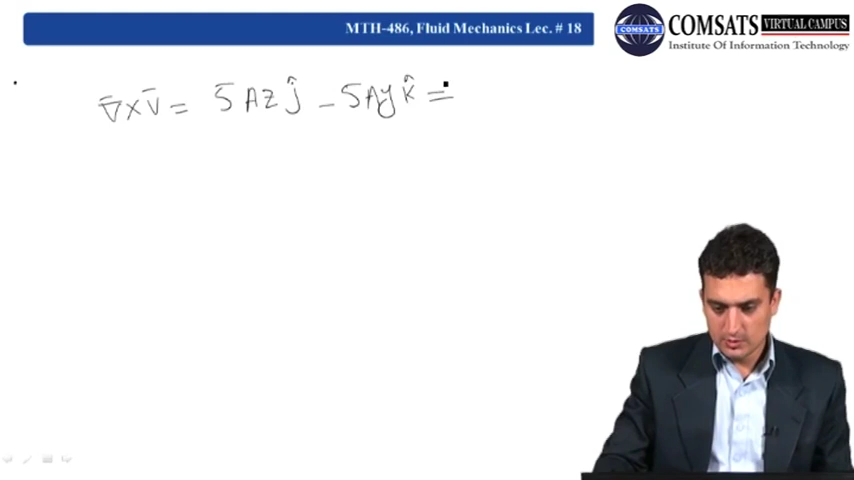 MTH-486, Fluid Mechanics Lec. # 18
COMSATS
COMSATS VIRTUAL CAMPUS
Institute Of Information Technology
∇̄×V̄ = 5AZĵ - 5Ayk̂ =